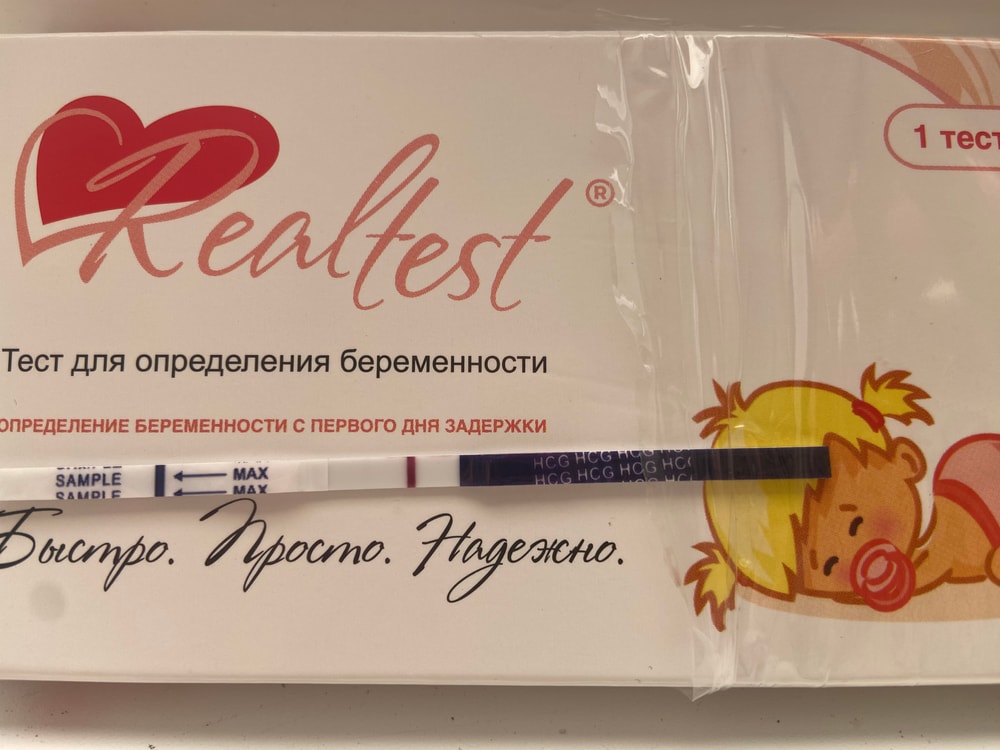 Realtest®
1 тест
Тест для определения беременности
ОПРЕДЕЛЕНИЕ БЕРЕМЕННОСТИ С ПЕРВОГО ДНЯ ЗАДЕРЖКИ
SAMPLE MAX HCG HCG HCG HCG
SAMPLE MAX HCG HCG HCG HCG
Быстро. Просто. Надежно.